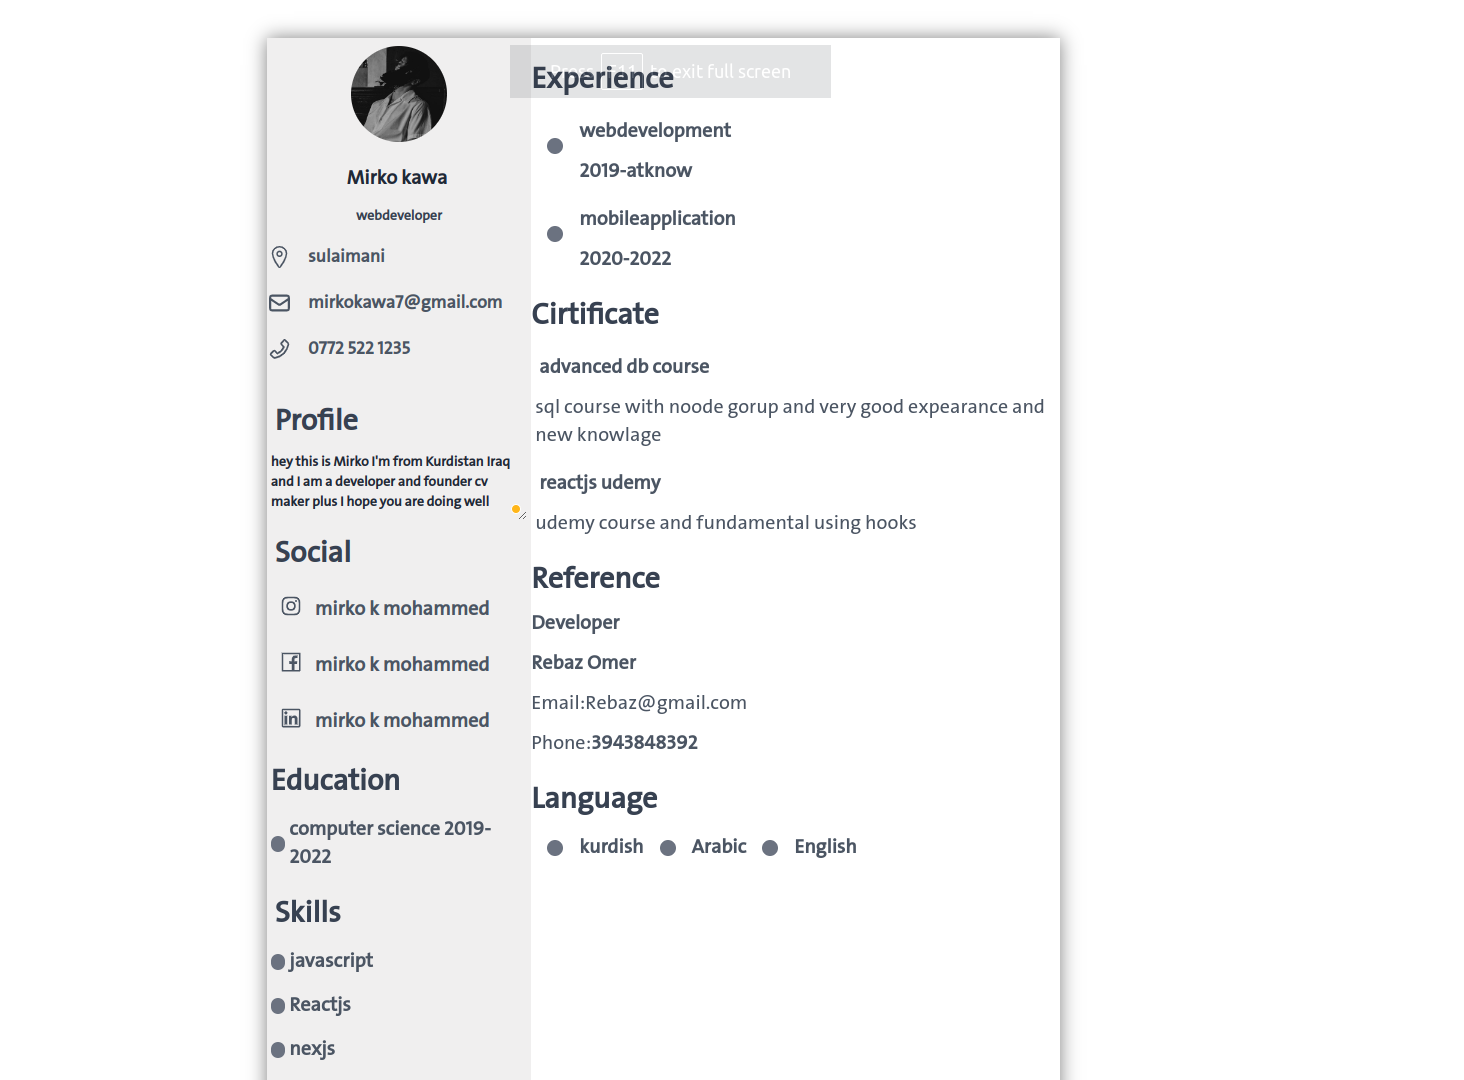 Mirko kawa
webdeveloper
sulaimani
mirkokawa7@gmail.com
0772 522 1235
Profile
hey this is Mirko I'm from Kurdistan Iraq
and I am a developer and founder cv
maker plus I hope you are doing well
Social
mirko k mohammed
mirko k mohammed
mirko k mohammed
Education
computer science 2019-
2022
Skills
javascript
Reactjs
nexjs
Press F11 to exit full screen
Experience
webdevelopment
2019-atknow
mobileapplication
2020-2022
Cirtificate
advanced db course
sql course with noode gorup and very good expearance and
new knowlage
reactjs udemy
udemy course and fundamental using hooks
Reference
Developer
Rebaz Omer
Email:Rebaz@gmail.com
Phone:3943848392
Language
kurdish Arabic English